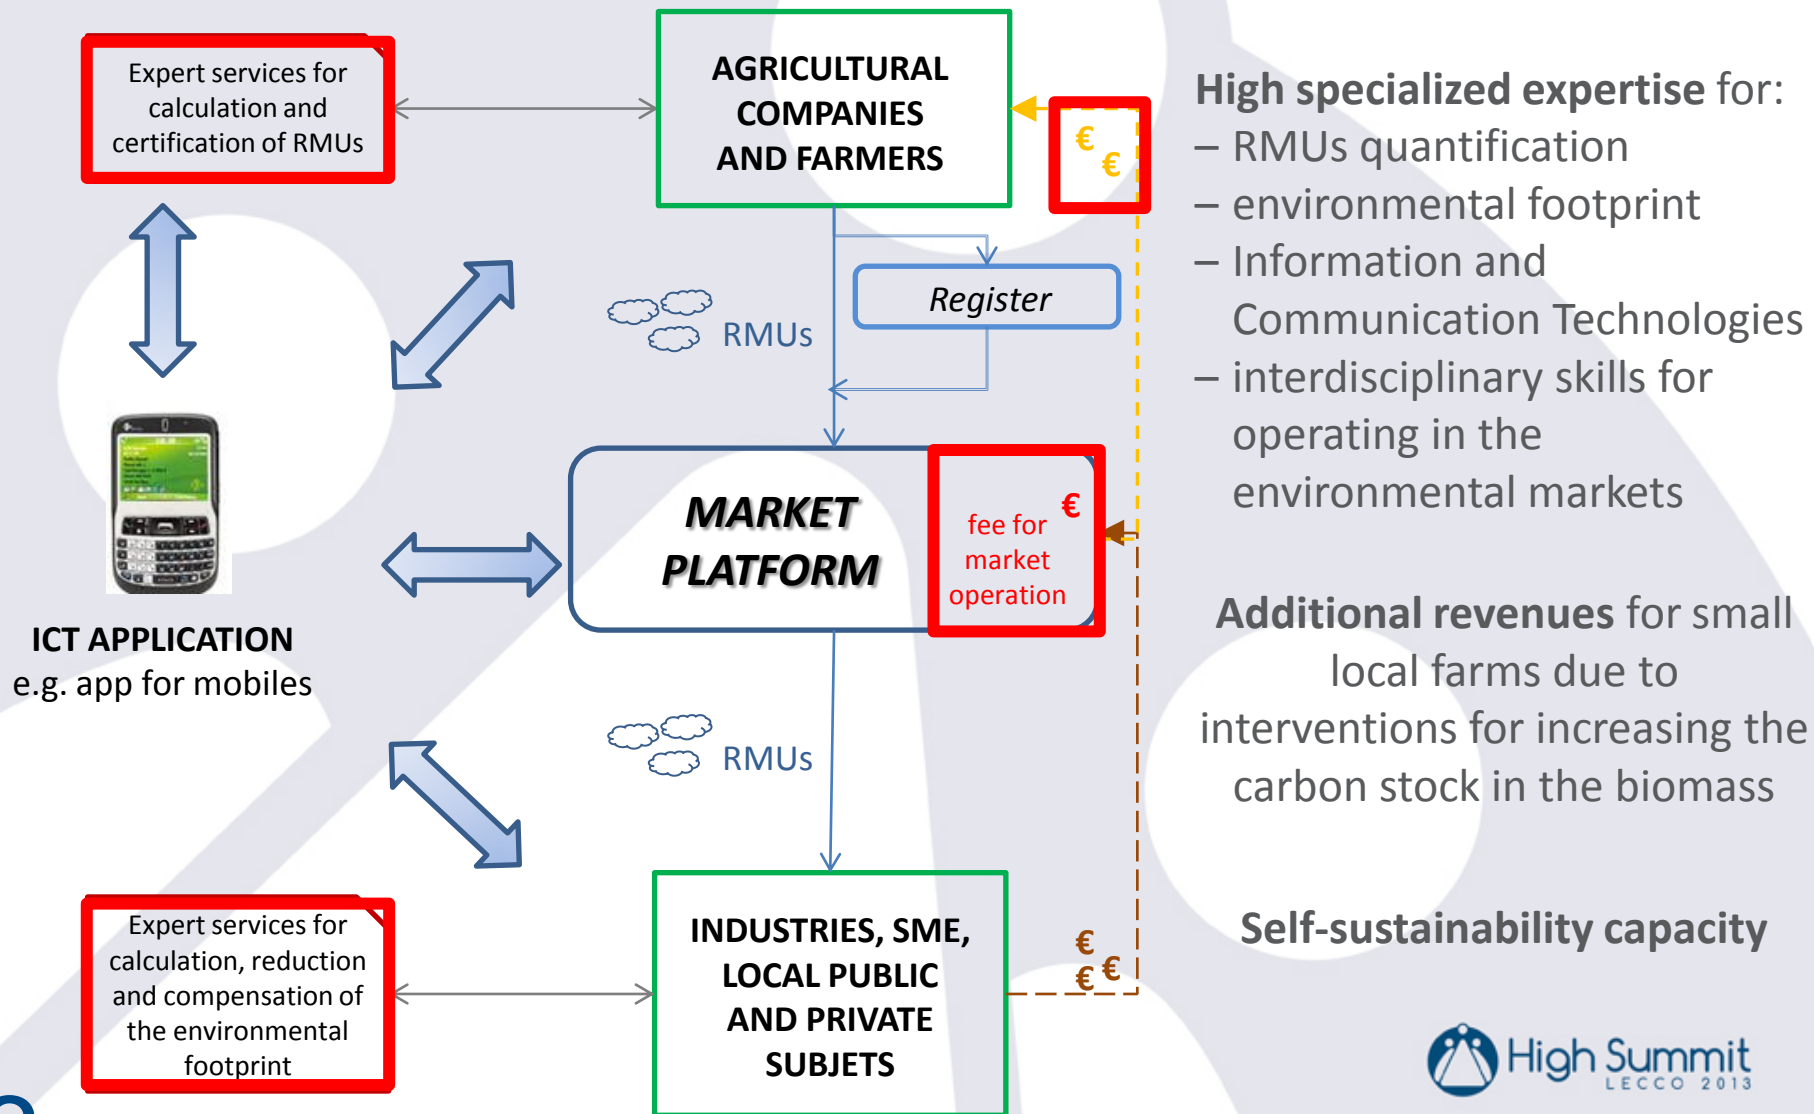 Expert services for
calculation and
certification of RMUs
AGRICULTURAL
COMPANIES
AND FARMERS
€
€
Register
RMUs
MARKET
PLATFORM
€
fee for
market
operation
ICT APPLICATION
e.g. app for mobiles
RMUs
Expert services for
calculation, reduction
and compensation of
the environmental
footprint
INDUSTRIES, SME,
LOCAL PUBLIC
AND PRIVATE
SUBJETS
€
€ €
High specialized expertise for:
– RMUs quantification
– environmental footprint
– Information and
Communication Technologies
– interdisciplinary skills for
operating in the
environmental markets
Additional revenues for small
local farms due to
interventions for increasing the
carbon stock in the biomass
Self-sustainability capacity
High Summit
LECCO 2013